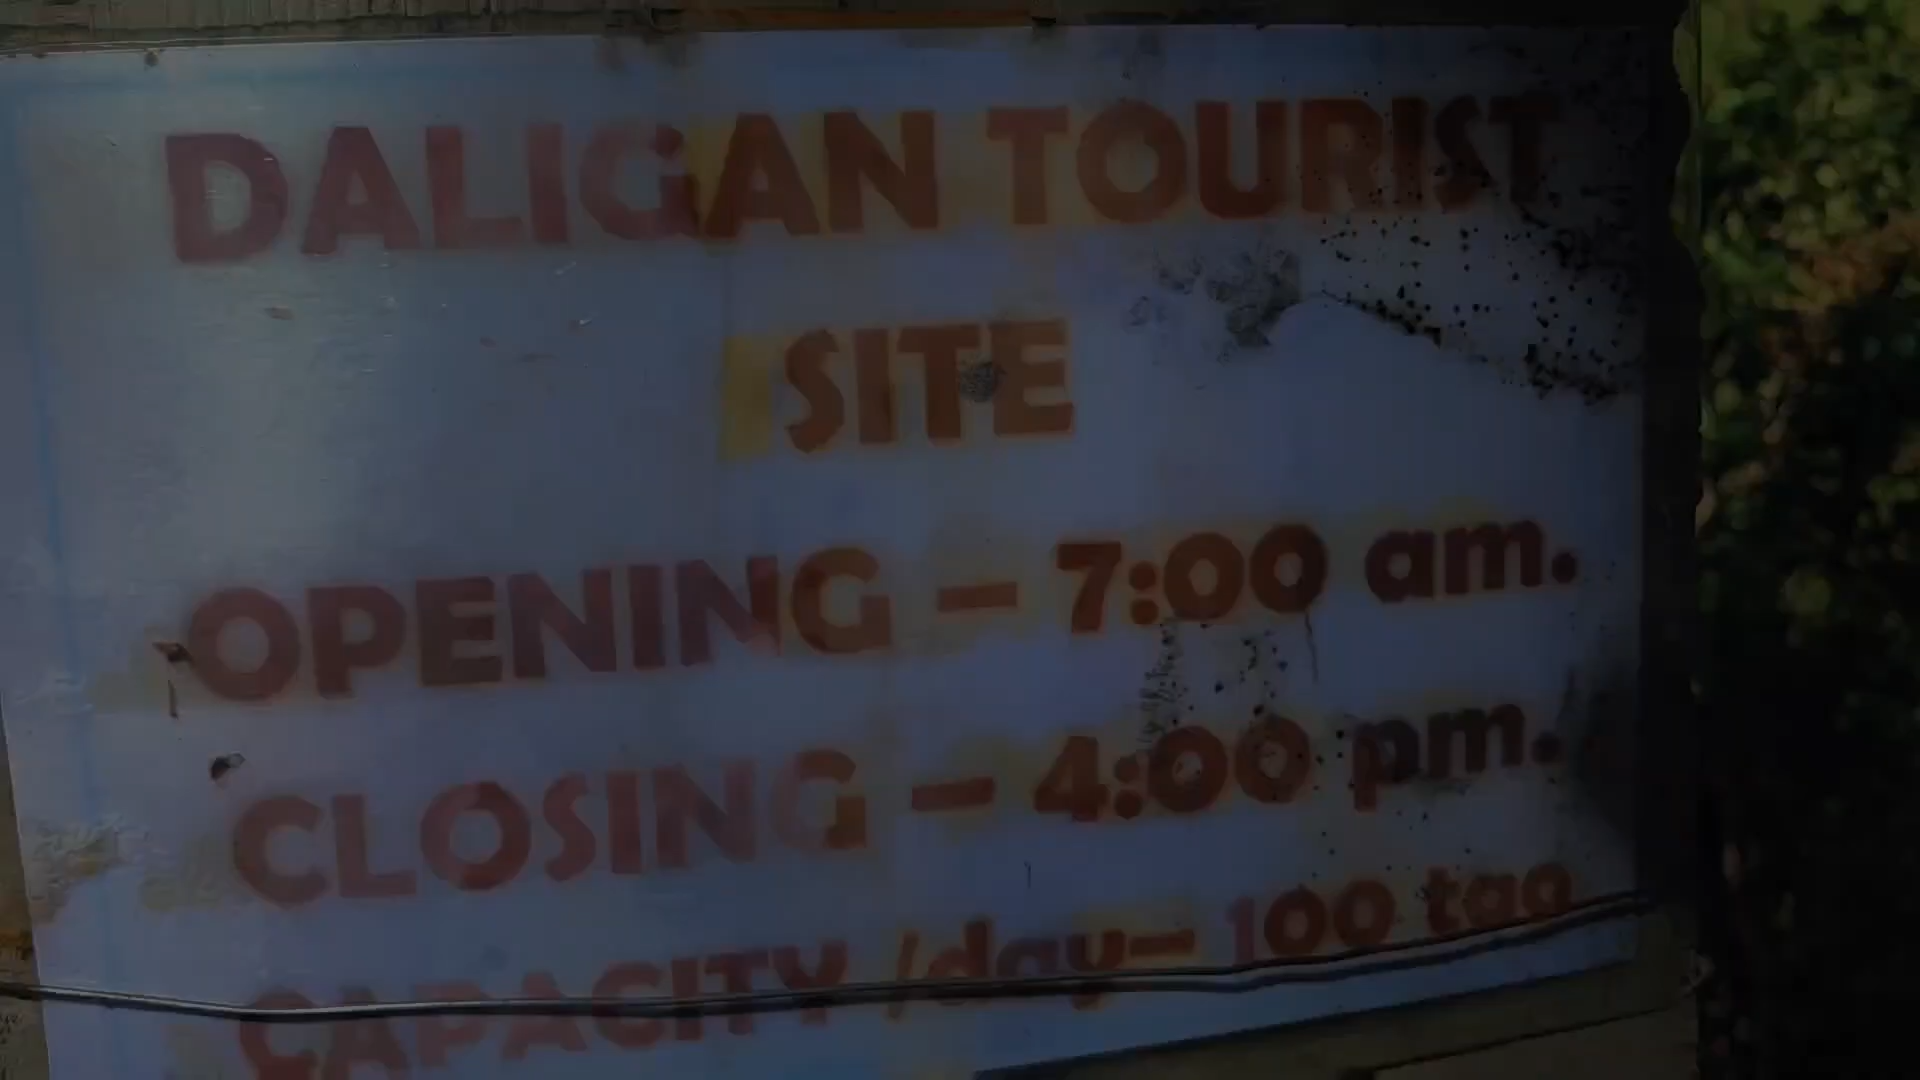 DALIGAN TOURIST
SITE
OPENING – 7:00 am.
CLOSING – 4:00 pm.
CAPACITY /day– 100 tao